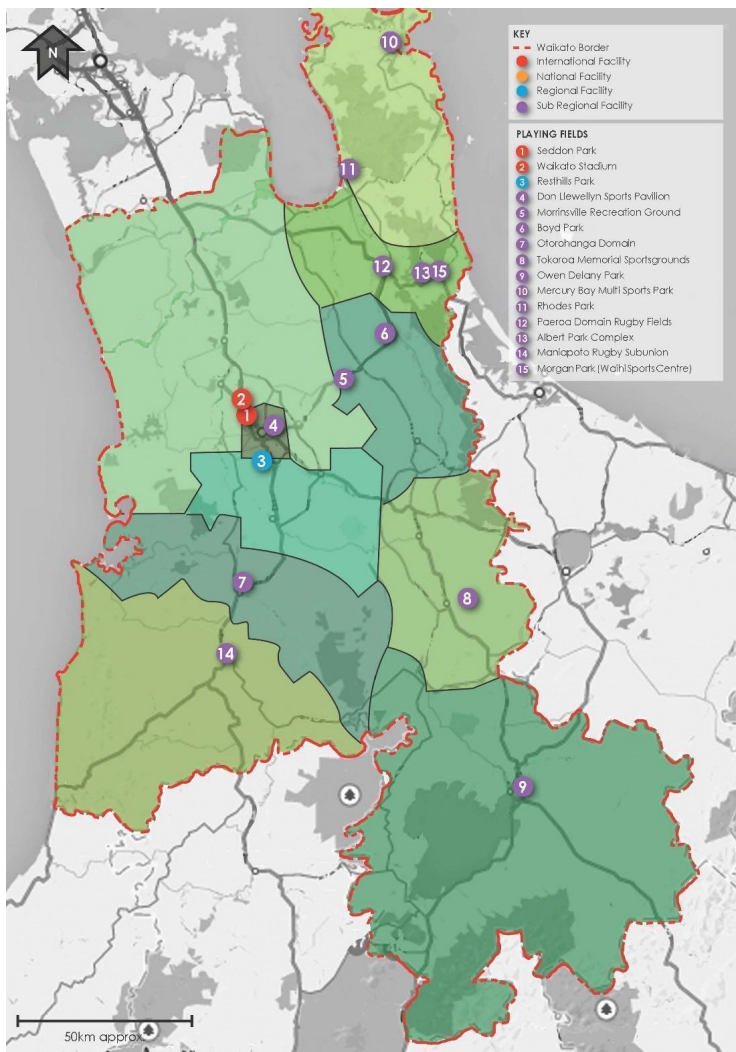 N
KEY
Waikato Border
International Facility
National Facility
Regional Facility
Sub Regional Facility
PLAYING FIELDS
1 Seddon Park
2 Waikato Stadium
3 Resthills Park
4 Don Llewellyn Sports Pavilion
5 Morrinsville Recreation Ground
6 Boyd Park
7 Otorohanga Domain
8 Tokoroa Memorial Sportsgrounds
9 Owen Delany Park
10 Mercury Bay Multi Sports Park
11 Rhodes Park
12 Paeroa Domain Rugby Fields
13 Albert Park Complex
14 Maniapoto Rugby Subunion
15 Morgan Park (Waihi Sports Centre)
10
11
12
13 15
6
5
2
1
4
3
7
8
14
9
50km approx.